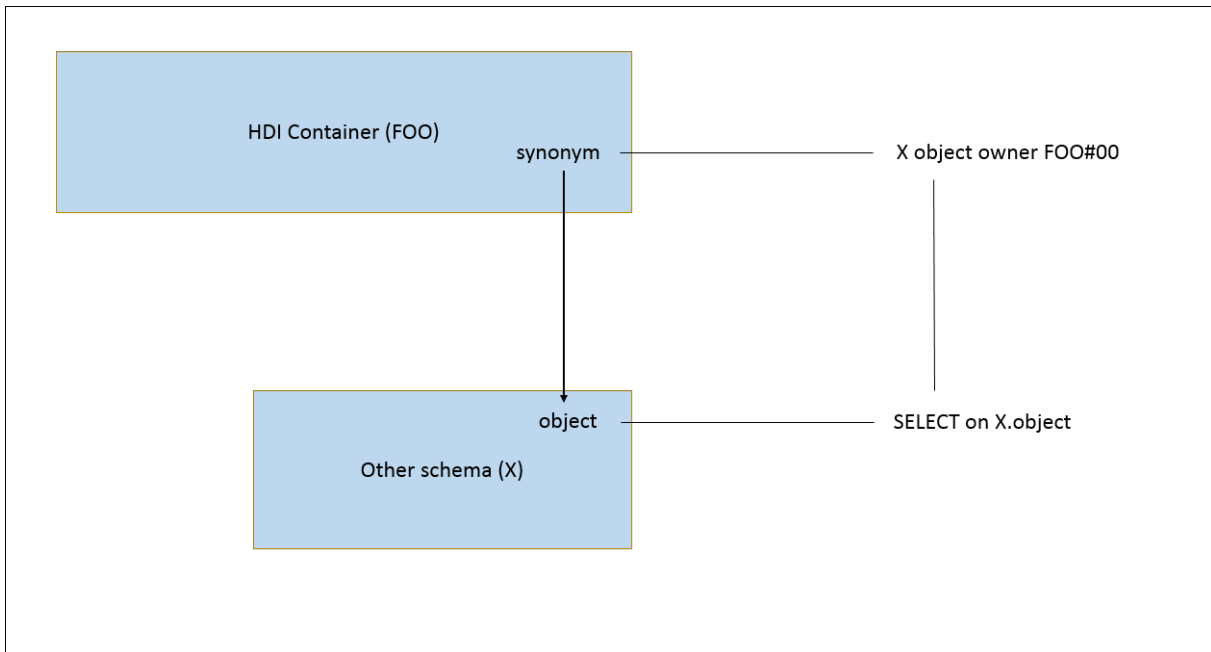 HDI Container (FOO)
synonym
X object owner FOO#00
object
SELECT on X.object
Other schema (X)